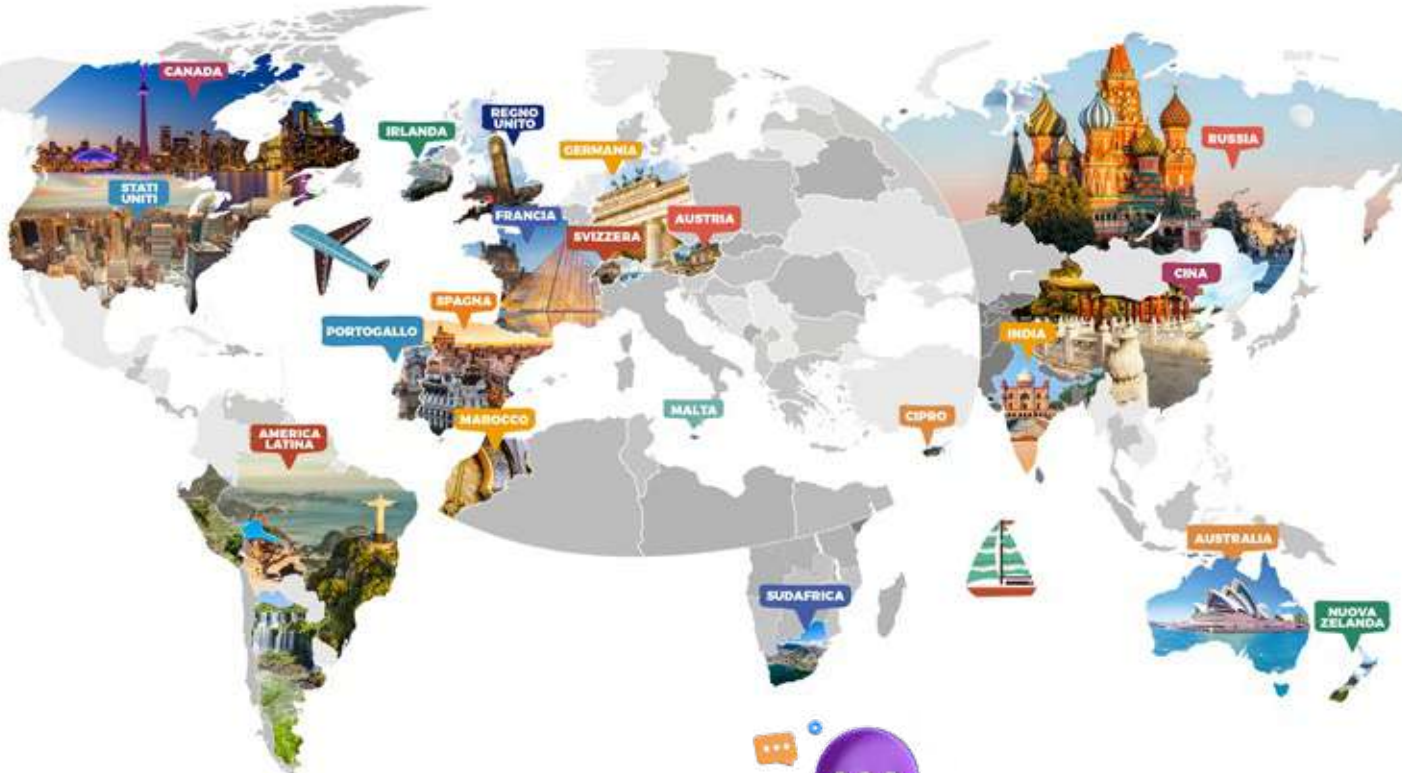 CANADA
REGNO
UNITO
IRLANDA
GERMANIA
RUSSIA
STATI
UNITI
FRANCIA
AUSTRIA
SVIZZERA
CINA
SPAGNA
PORTOGALLO
INDIA
MALTA
CIPRO
MAROCCO
AMERICA
LATINA
AUSTRALIA
SUDAFRICA
NUOVA
ZELANDA